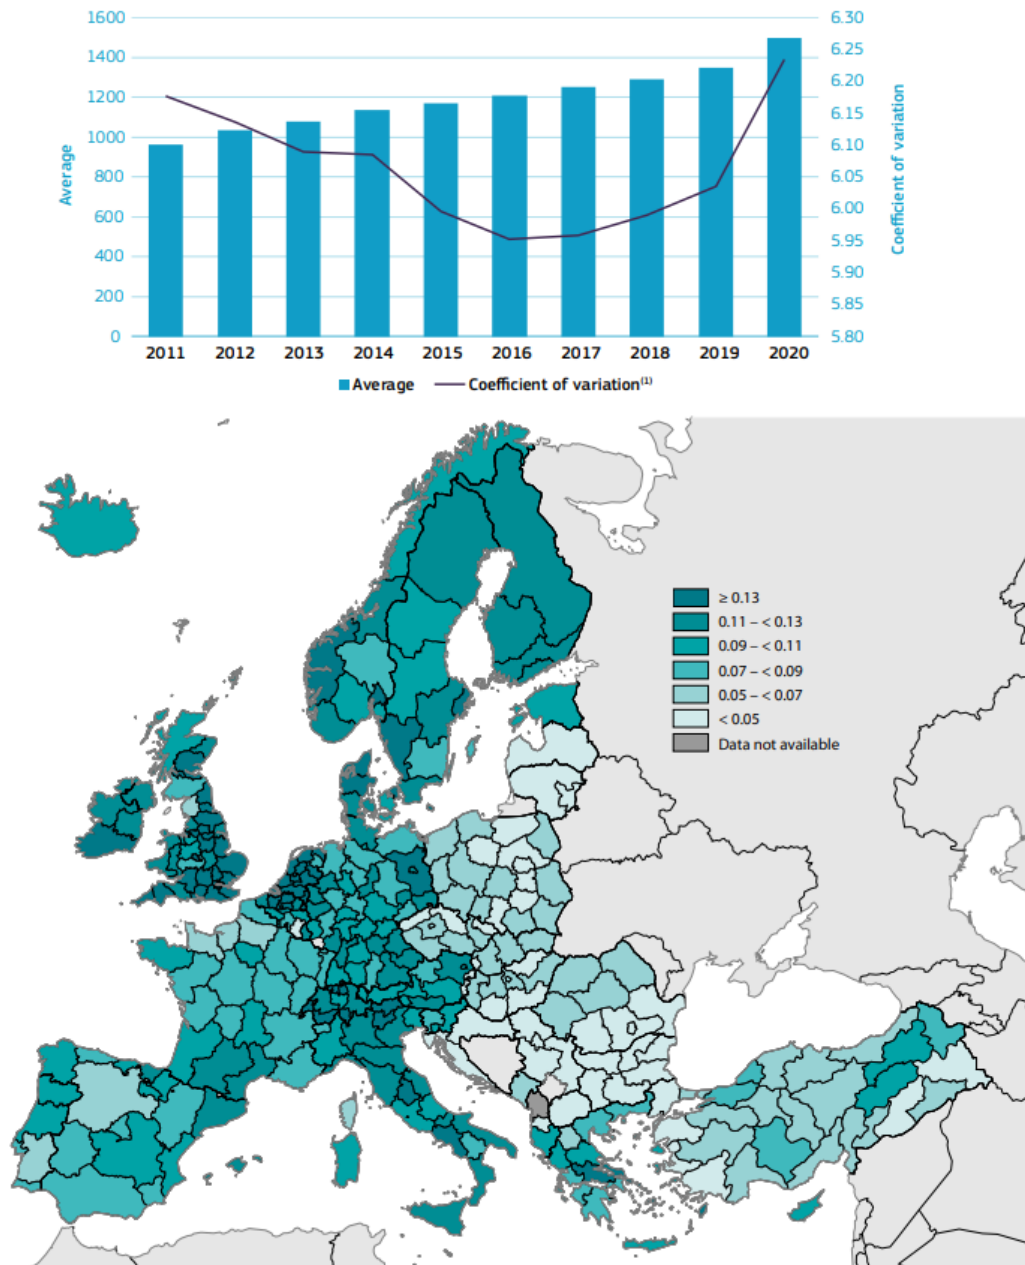 1600
1400
1200
1000
800
600
400
200
0
Average
6.30
6.25
6.20
6.15
6.10
6.05
6.00
5.95
5.90
5.85
5.80
Coefficient of variation
2011 2012 2013 2014 2015 2016 2017 2018 2019 2020
Average Coefficient of variation(1)
≥ 0.13
0.11 – < 0.13
0.09 – < 0.11
0.07 – < 0.09
0.05 – < 0.07
< 0.05
Data not available